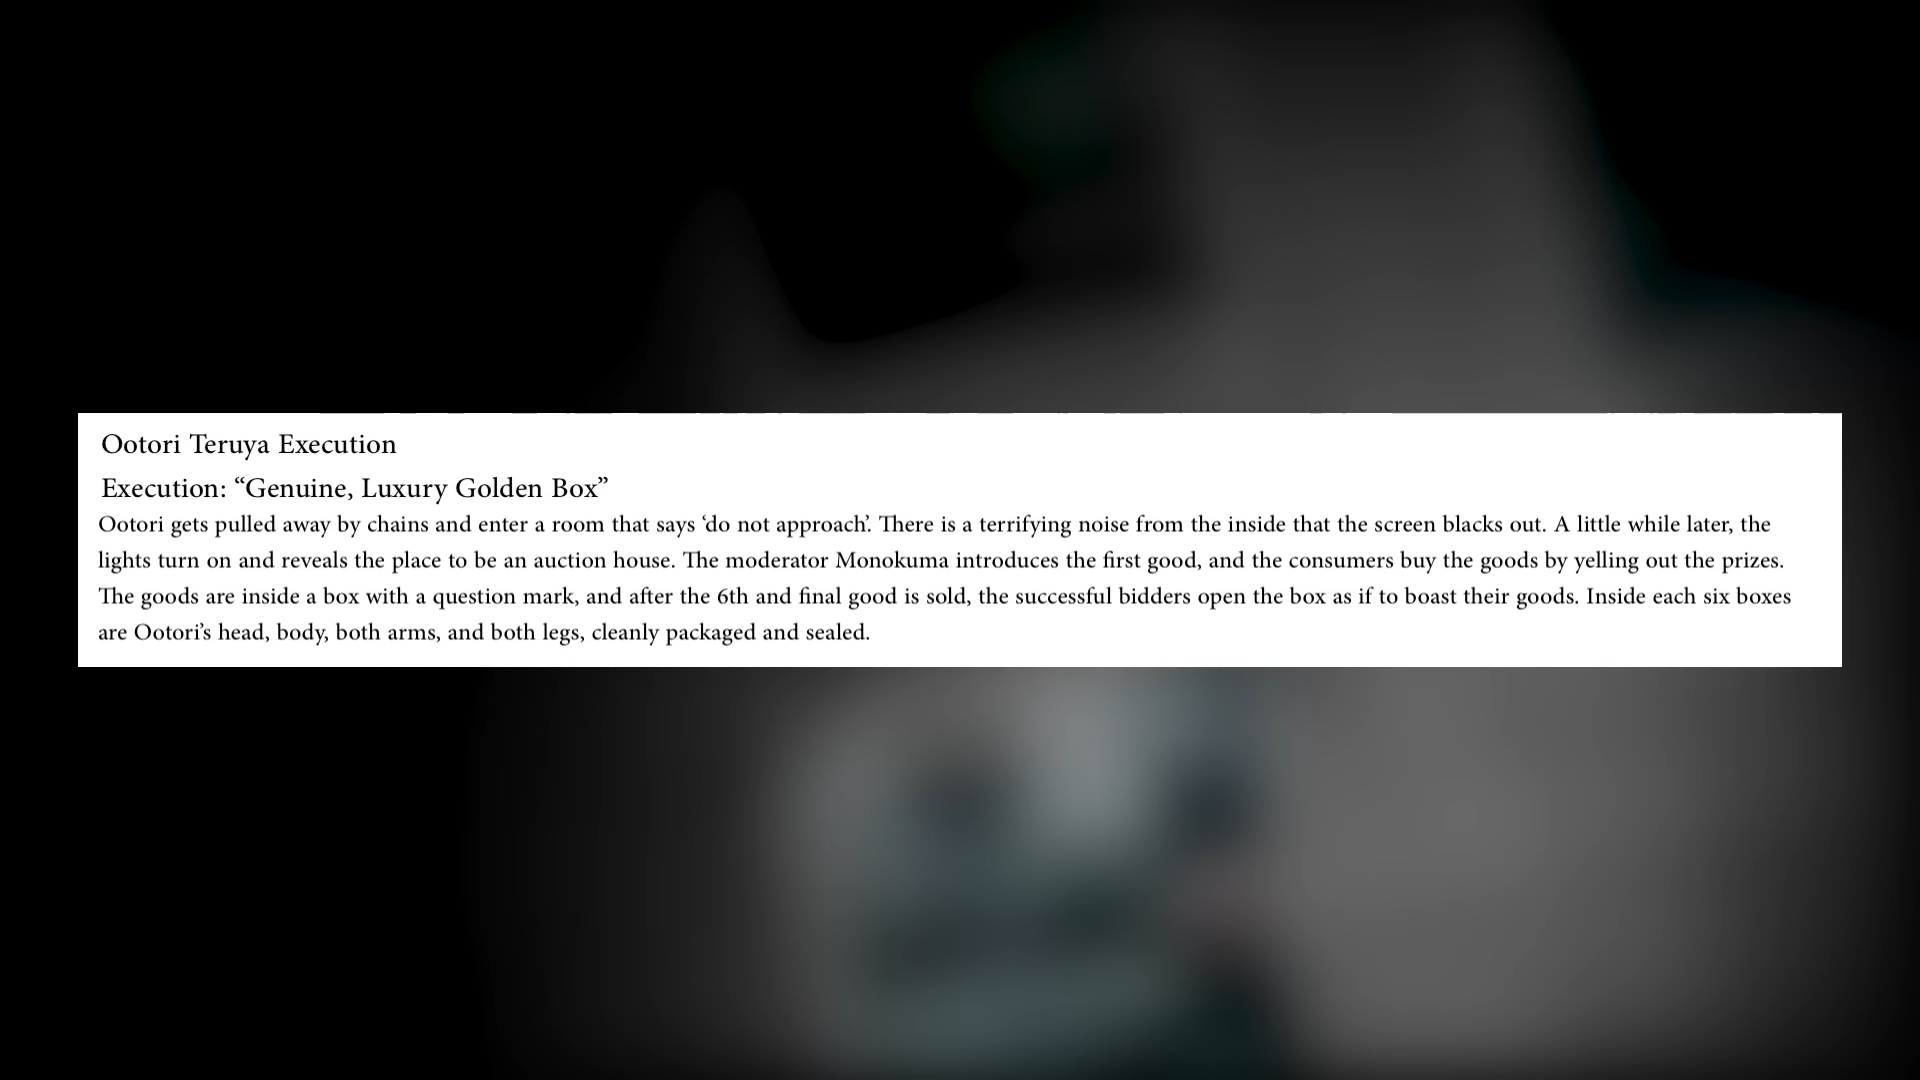 Ootori Teruya Execution
Execution: “Genuine, Luxury Golden Box”
Ootori gets pulled away by chains and enter a room that says ‘do not approach’. There is a terrifying noise from the inside that the screen blacks out. A little while later, the
lights turn on and reveals the place to be an auction house. The moderator Monokuma introduces the first good, and the consumers buy the goods by yelling out the prizes.
The goods are inside a box with a question mark, and after the 6th and final good is sold, the successful bidders open the box as if to boast their goods. Inside each six boxes
are Ootori’s head, body, both arms, and both legs, cleanly packaged and sealed.